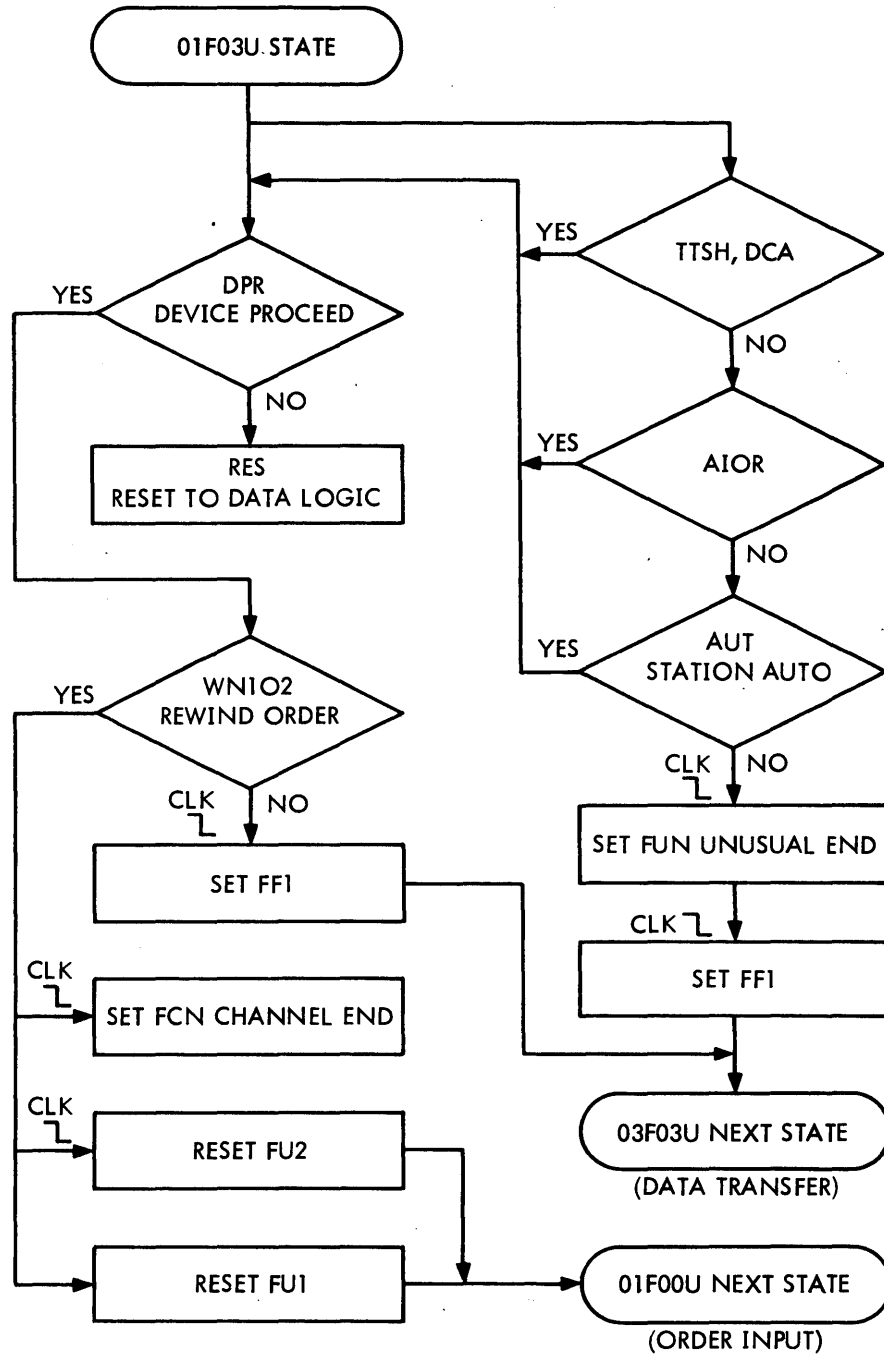 01F03U STATE
YES
TTSH, DCA
NO
DPR
DEVICE PROCEED
YES
NO
RES
RESET TO DATA LOGIC
YES
AIOR
NO
YES
AUT
STATION AUTO
CLK
NO
WN1O2
REWIND ORDER
YES
CLK
NO
SET FF1
SET FUN UNUSUAL END
CLK
SET FF1
CLK
SET FCN CHANNEL END
CLK
RESET FU2
03F03U NEXT STATE
(DATA TRANSFER)
RESET FU1
01F00U NEXT STATE
(ORDER INPUT)